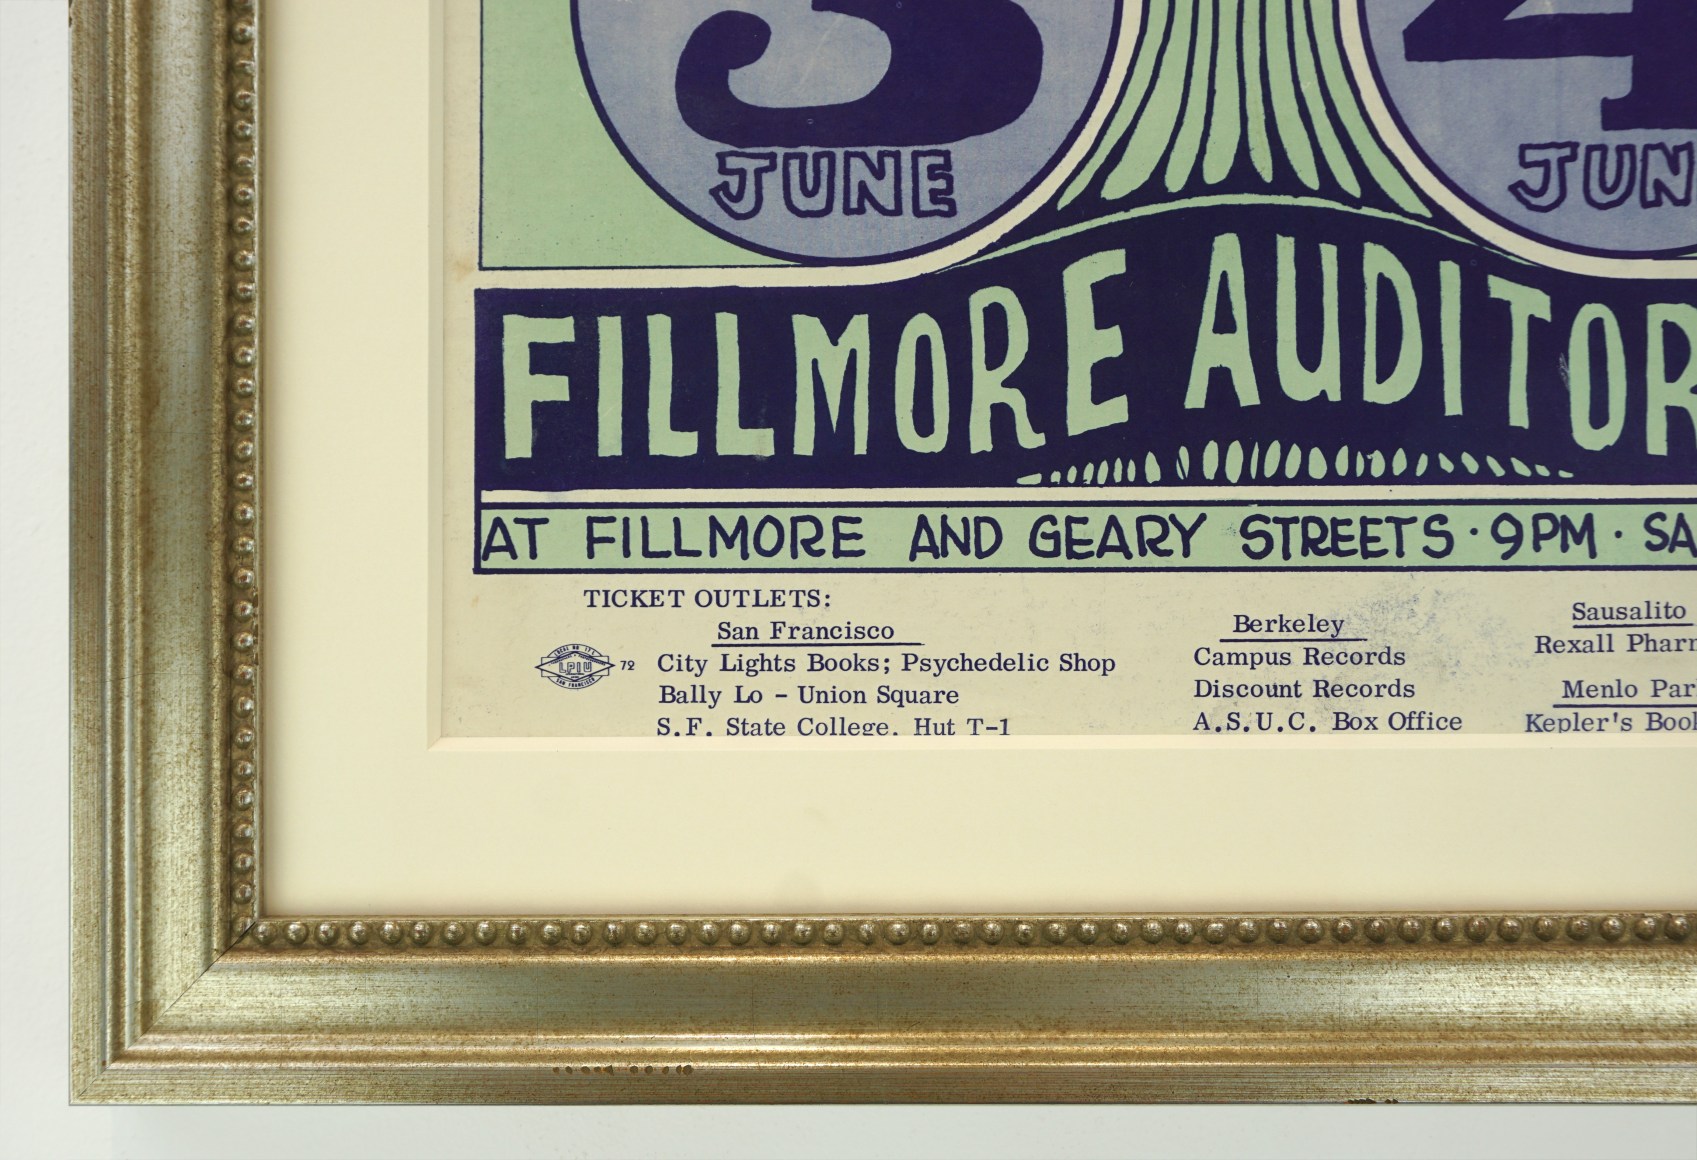 3 4
JUNE JUN
FILLMORE AUDITOR
AT FILLMORE AND GEARY STREETS · 9PM · SA
TICKET OUTLETS:
San Francisco
72 City Lights Books; Psychedelic Shop
Bally Lo - Union Square
S.F. State College. Hut T-1
Berkeley
Campus Records
Discount Records
A.S.U.C. Box Office
Sausalito
Rexall Pharm
Menlo Par
Kepler's Book